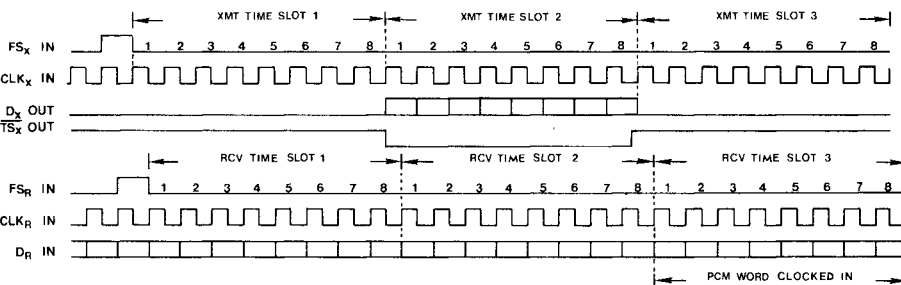 XMT TIME SLOT 1 XMT TIME SLOT 2 XMT TIME SLOT 3
FSX IN 1 2 3 4 5 6 7 8 1 2 3 4 5 6 7 8 1 2 3 4 5 6 7 8
CLKX IN
DX OUT
TSX OUT
RCV TIME SLOT 1 RCV TIME SLOT 2 RCV TIME SLOT 3
FSR IN 1 2 3 4 5 6 7 8 1 2 3 4 5 6 7 8 1 2 3 4 5 6 7 8
CLKR IN
DR IN
PCM WORD CLOCKED IN